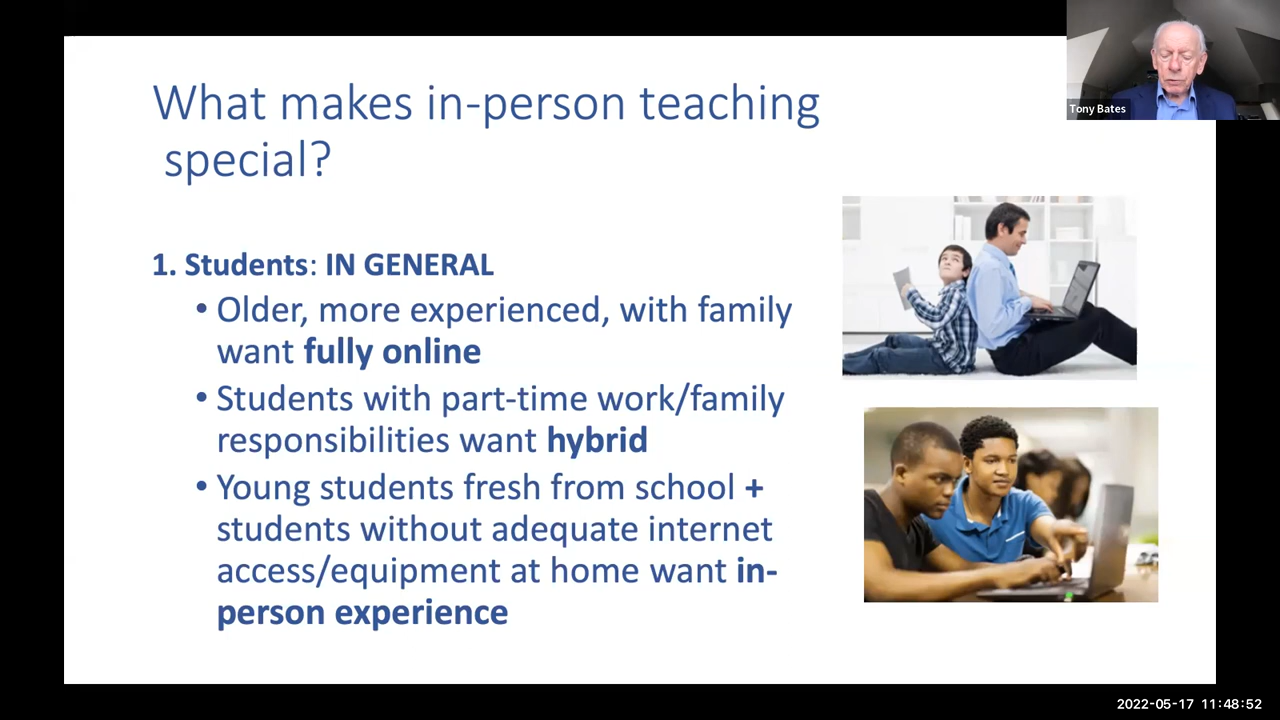 What makes in-person teaching
special?
1. Students: IN GENERAL
• Older, more experienced, with family
want fully online
• Students with part-time work/family
responsibilities want hybrid
• Young students fresh from school +
students without adequate internet
access/equipment at home want in-
person experience
Tony Bates
2022-05-17 11:48:52